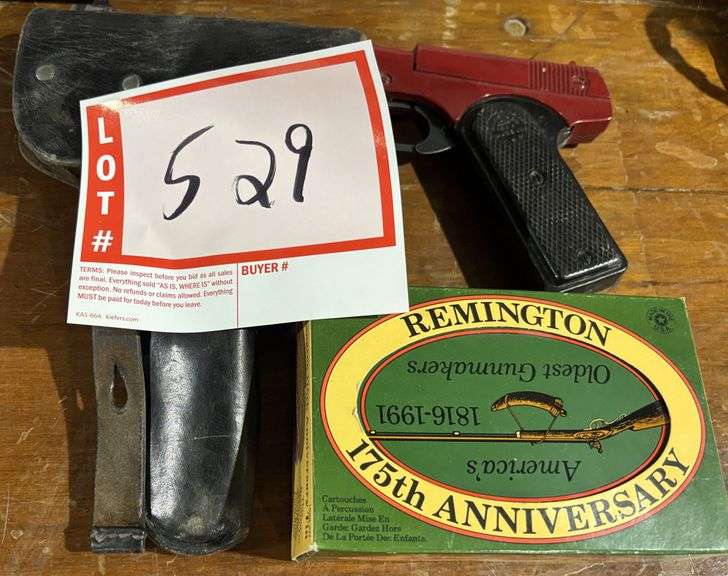 LOT #
529
TERMS: Please inspect before you bid as all sales
are final. Everything sold "AS IS, WHERE IS" without
exception. No refunds or claims allowed. Everything
MUST be paid for today before you leave.
BUYER #
KA1-66A kiefers.com
REMINGTON
175th ANNIVERSARY
America's
1816-1991
Oldest Gunmakers
Cartouches
À Percussion
Latérale Mise En
Garde: Gardez Hors
De La Portée Des Enfants.